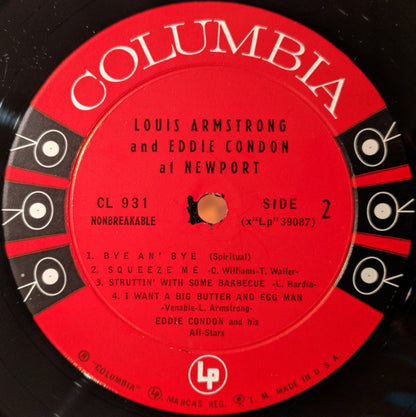 COLUMBIA
LOUIS ARMSTRONG
and EDDIE CONDON
at NEWPORT
CL 931
NONBREAKABLE
SIDE 2
(x"Lp"39087)
1. BYE AN' BYE (Spiritual)
2. SQUEEZE ME -C. Williams-T. Waller-
3. STRUTTIN' WITH SOME BARBECUE -L. Hardin-
4. I WANT A BIG BUTTER AND EGG MAN
-Venable-L. Armstrong-
EDDIE CONDON and his
All-Stars
Lp
® "COLUMBIA", Lp MARCAS REG. T. M. MADE IN U. S. A.